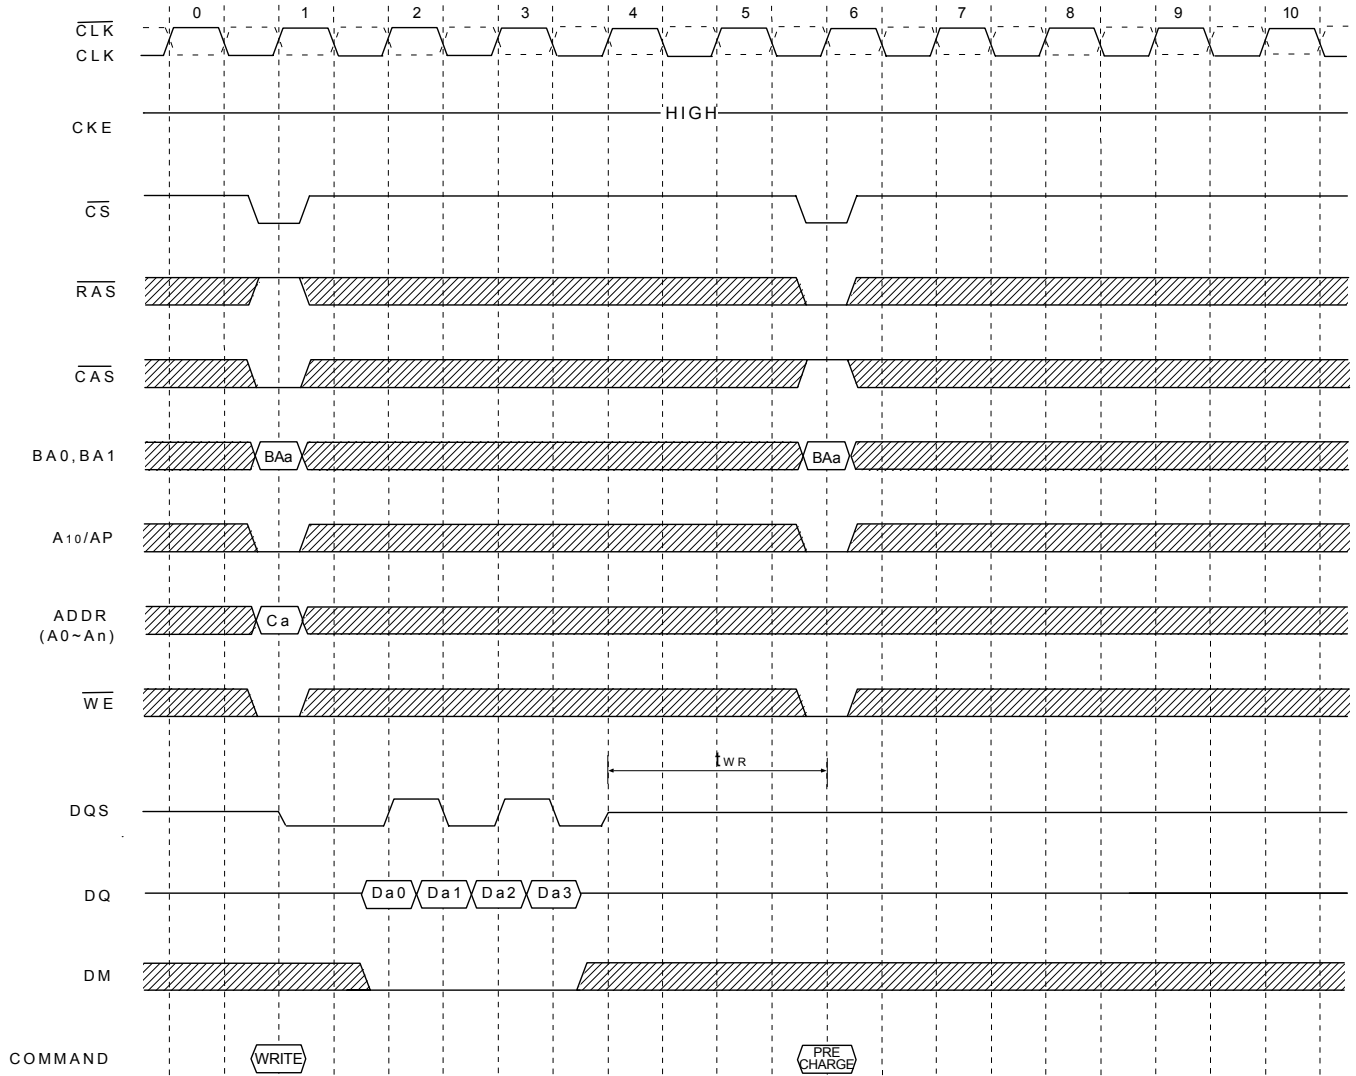 0 1 2 3 4 5 6 7 8 9 10
CLK
CLK
HIGH
CKE
CS
RAS
CAS
BA0,BA1 BAa BAa
A10/AP
ADDR Ca
(A0~An)
WE
tWR
DQS
DQ Da0 Da1 Da2 Da3
DM
COMMAND WRITE PRE
CHARGE